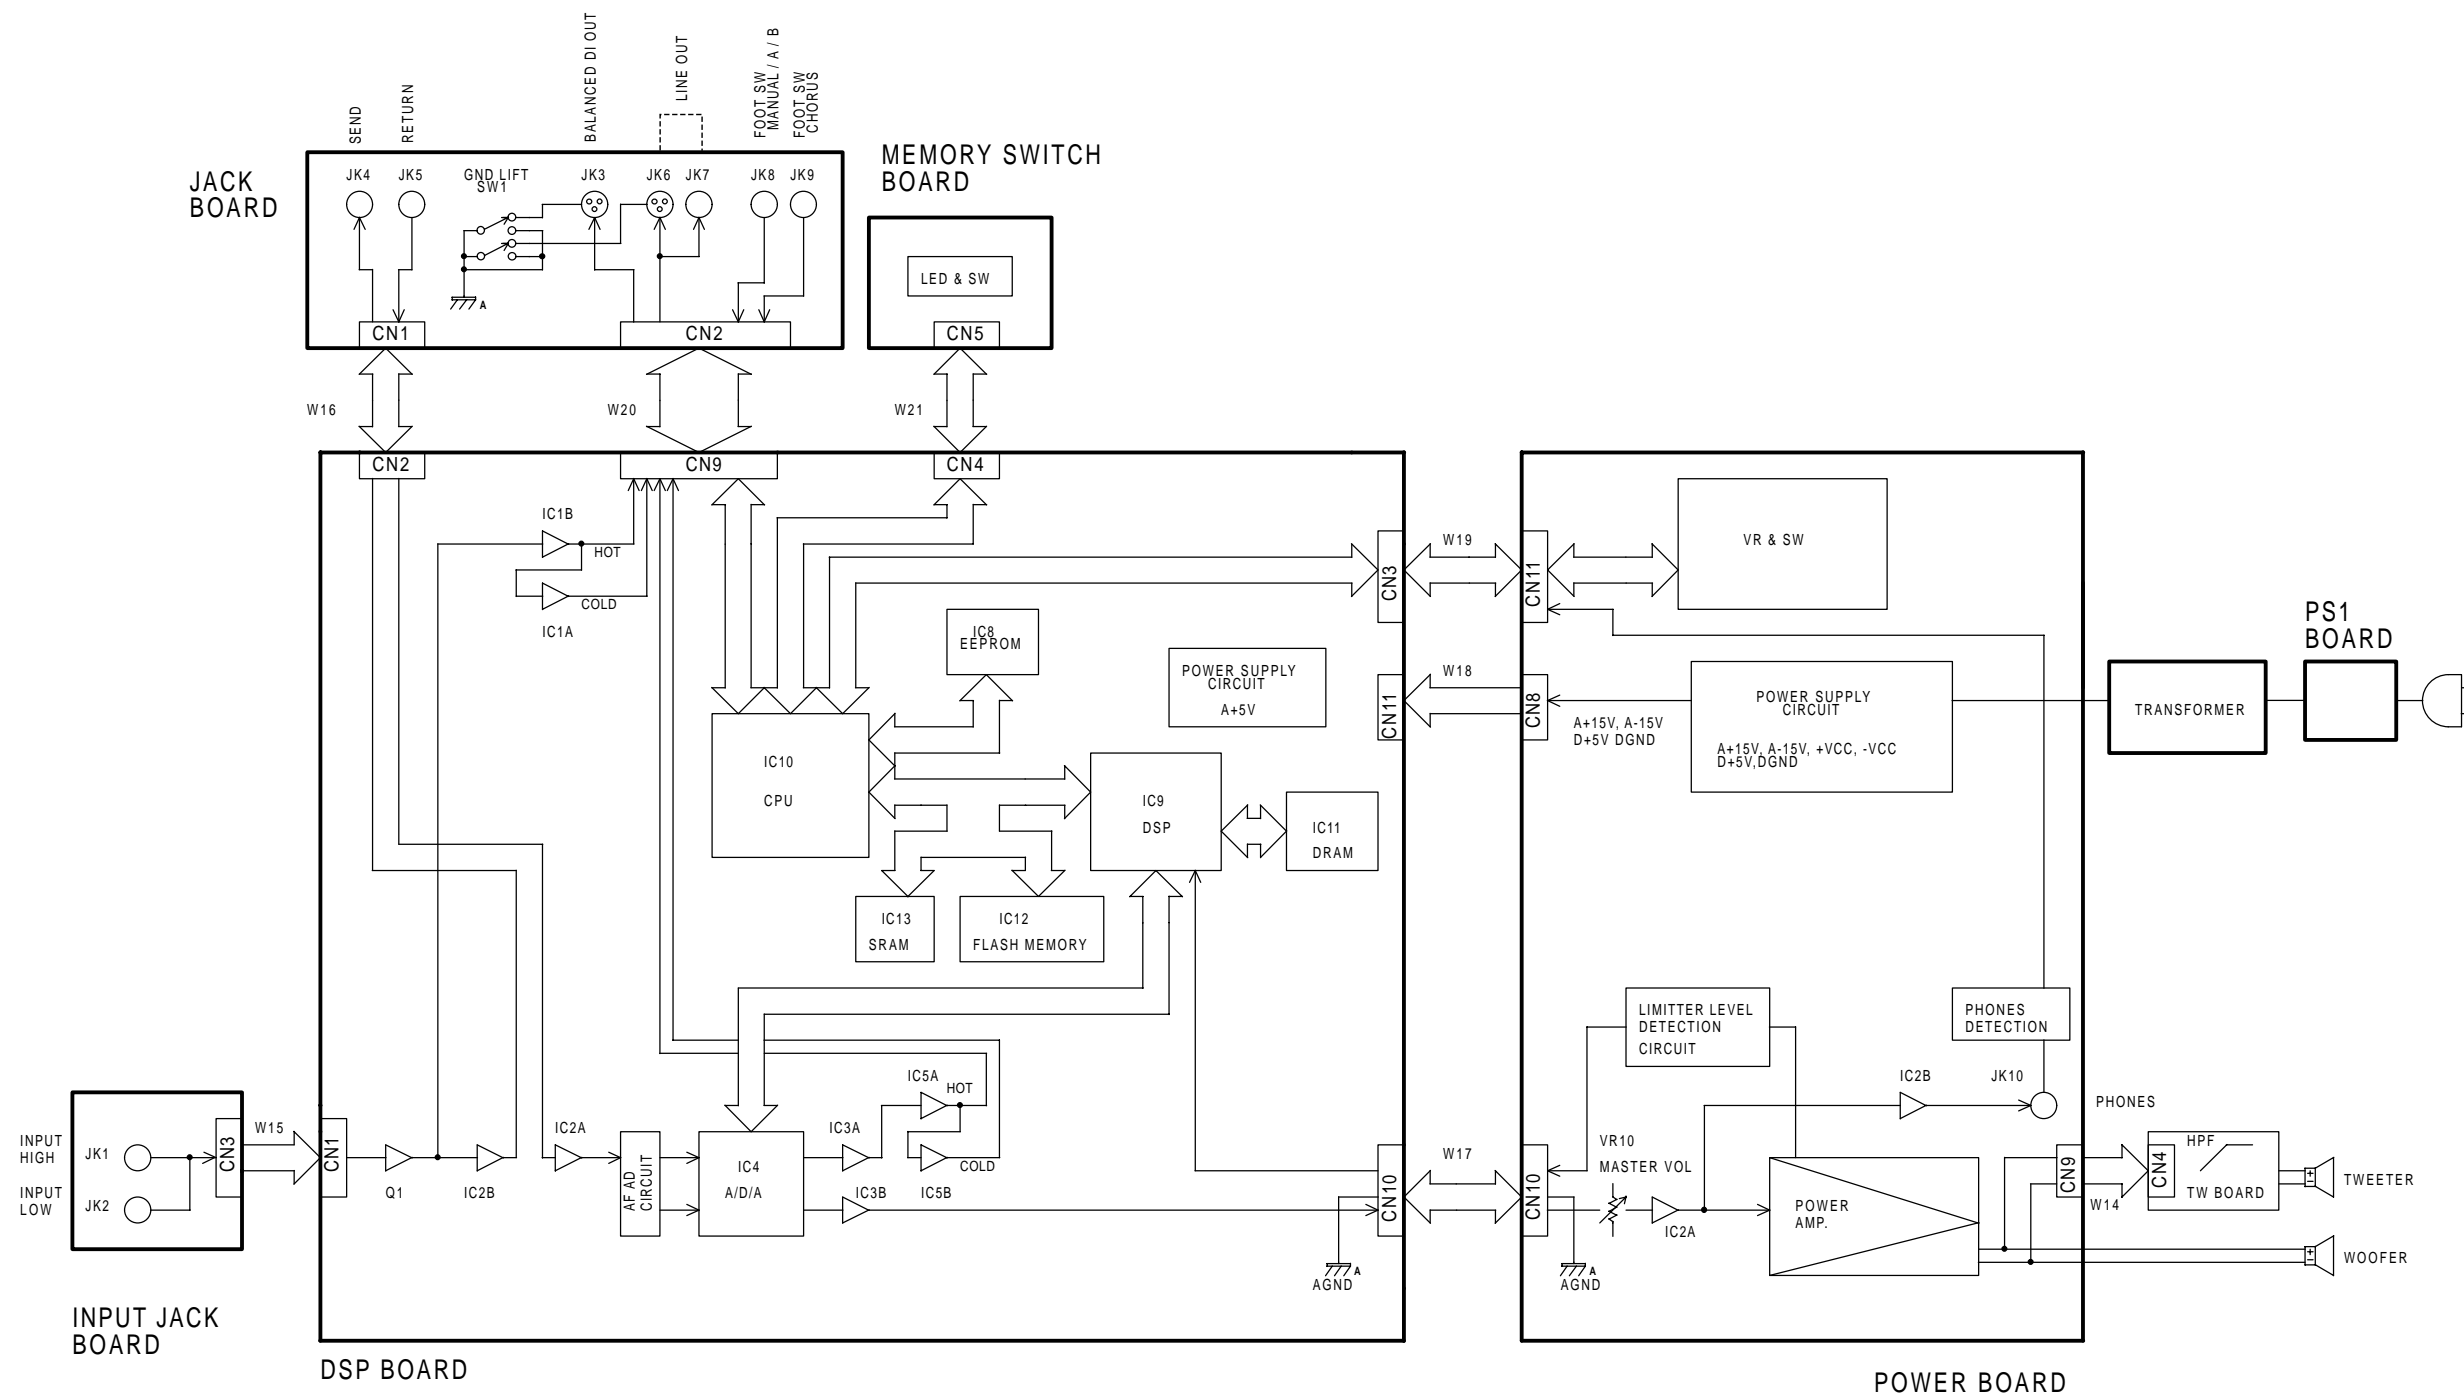 SEND
RETURN
BALANCED DI OUT
LINE OUT
FOOT SW
MANUAL / A / B
FOOT SW
CHORUS
JACK
BOARD
JK4
JK5
GND LIFT
SW1
JK3
JK6
JK7
JK8
JK9
A
CN1
CN2
MEMORY SWITCH
BOARD
LED & SW
CN5
W16
W20
W21
CN2
CN9
CN4
IC1B
HOT
COLD
IC1A
IC8
EEPROM
POWER SUPPLY
CIRCUIT
A+5V
CN3
CN11
IC10
CPU
IC9
DSP
IC11
DRAM
IC13
SRAM
IC12
FLASH MEMORY
W19
W18
CN11
CN8
VR & SW
A+15V, A-15V
D+5V DGND
POWER SUPPLY
CIRCUIT
A+15V, A-15V, +VCC, -VCC
D+5V,DGND
TRANSFORMER
PS1
BOARD
INPUT
HIGH
JK1
INPUT
LOW
JK2
CN3
W15
CN1
Q1
IC2B
IC2A
AF AD
CIRCUIT
IC4
A/D/A
IC3A
IC3B
IC5A
HOT
COLD
IC5B
CN10
A
AGND
W17
CN10
A
AGND
LIMITTER LEVEL
DETECTION
CIRCUIT
VR10
MASTER VOL
IC2A
POWER
AMP.
IC2B
PHONES
DETECTION
JK10
PHONES
CN9
W14
CN4
HPF
TW BOARD
+
−
TWEETER
+
−
WOOFER
INPUT JACK
BOARD
DSP BOARD
POWER BOARD